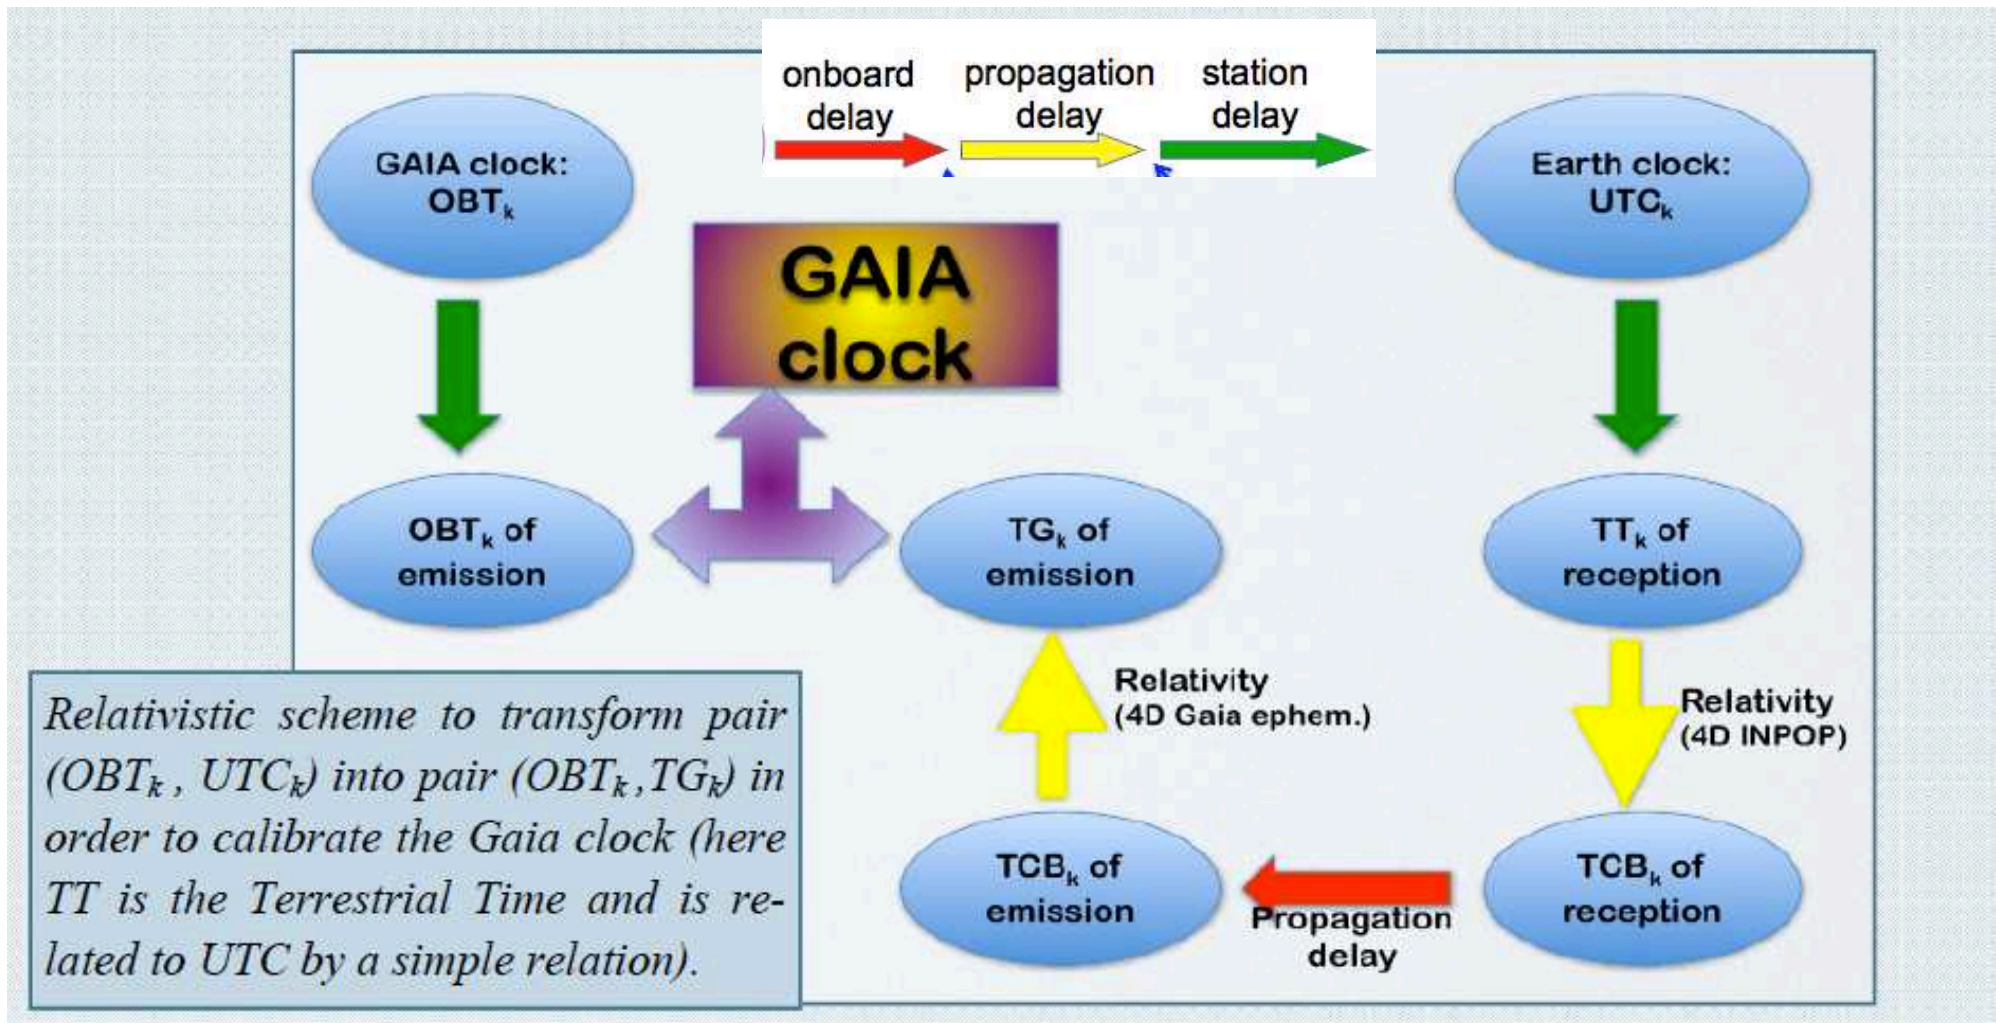 onboard
delay
propagation
delay
station
delay
GAIA clock:
OBTk
Earth clock:
UTCk
GAIA
clock
OBTk of
emission
TGk of
emission
TTk of
reception
Relativity
(4D Gaia ephem.)
Relativity
(4D INPOP)
TCBk of
emission
Propagation
delay
TCBk of
reception
Relativistic scheme to transform pair
(OBTk , UTCk) into pair (OBTk,TGk) in
order to calibrate the Gaia clock (here
TT is the Terrestrial Time and is re-
lated to UTC by a simple relation).